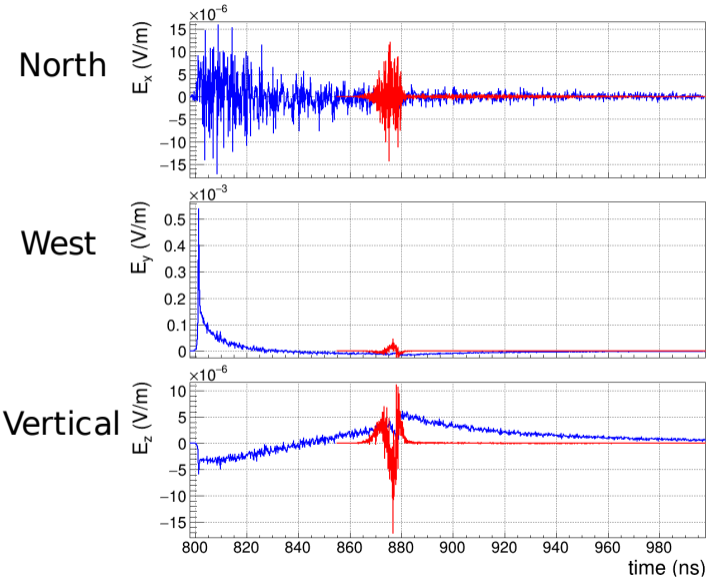 ×10⁻⁶
North
E_x (V/m)
15
10
5
0
−5
−10
−15
×10⁻³
West
E_y (V/m)
0.5
0.4
0.3
0.2
0.1
0
×10⁻⁶
Vertical
E_z (V/m)
10
5
0
−5
−10
−15
800 820 840 860 880 900 920 940 960 980
time (ns)